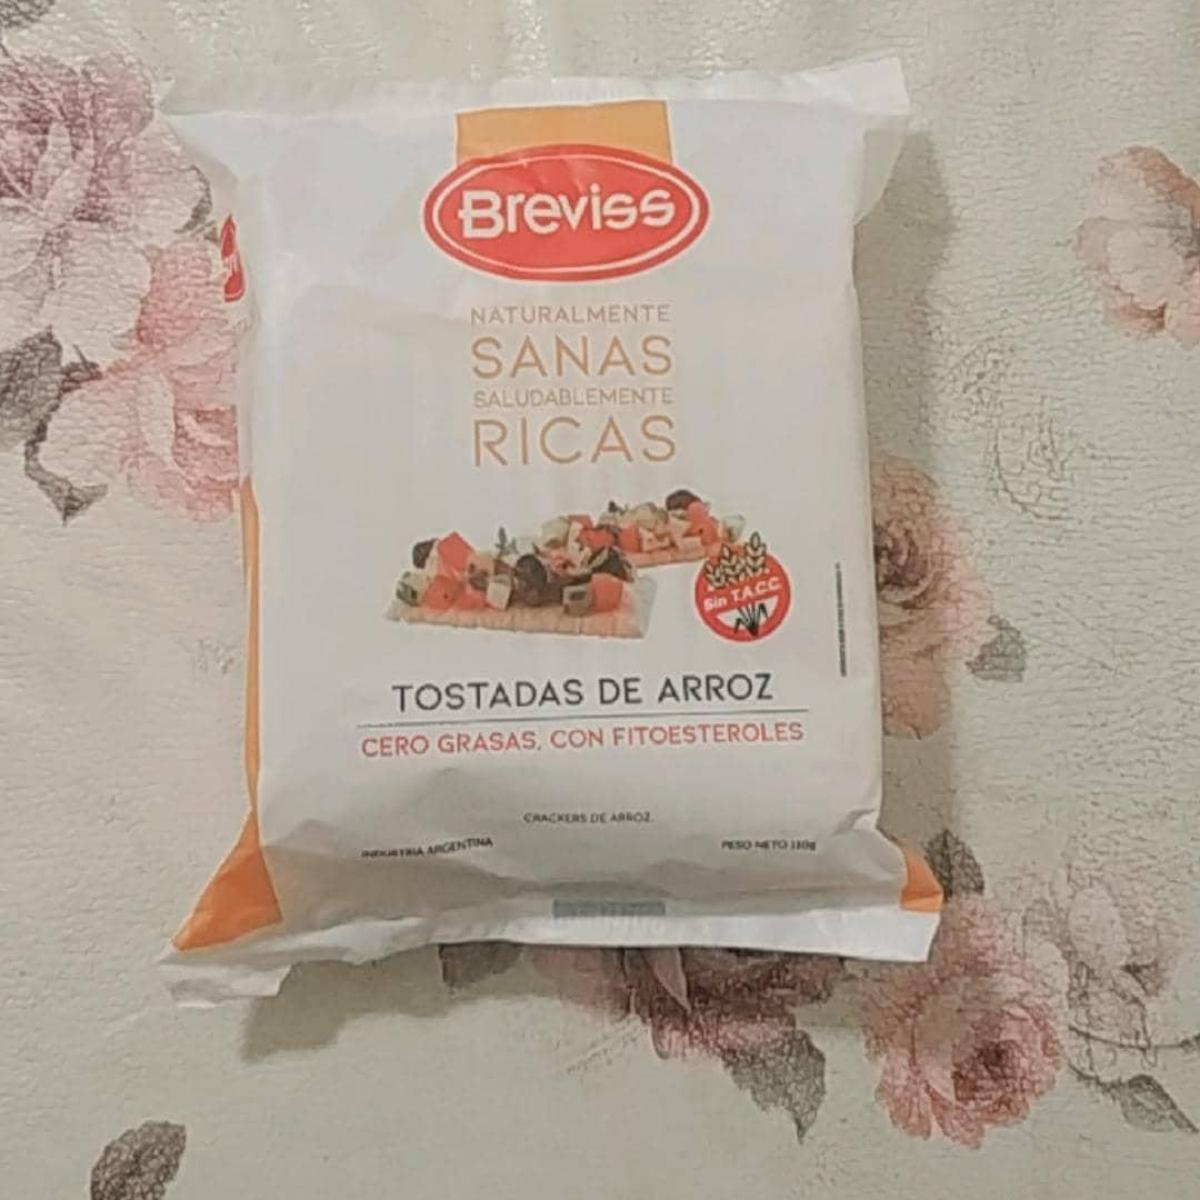 Breviss
NATURALMENTE
SANAS
SALUDABLEMENTE
RICAS
Sin T.A.C.C.
TOSTADAS DE ARROZ
CERO GRASAS, CON FITOESTEROLES
CRACKERS DE ARROZ.
INDUSTRIA ARGENTINA
PESO NETO 110g